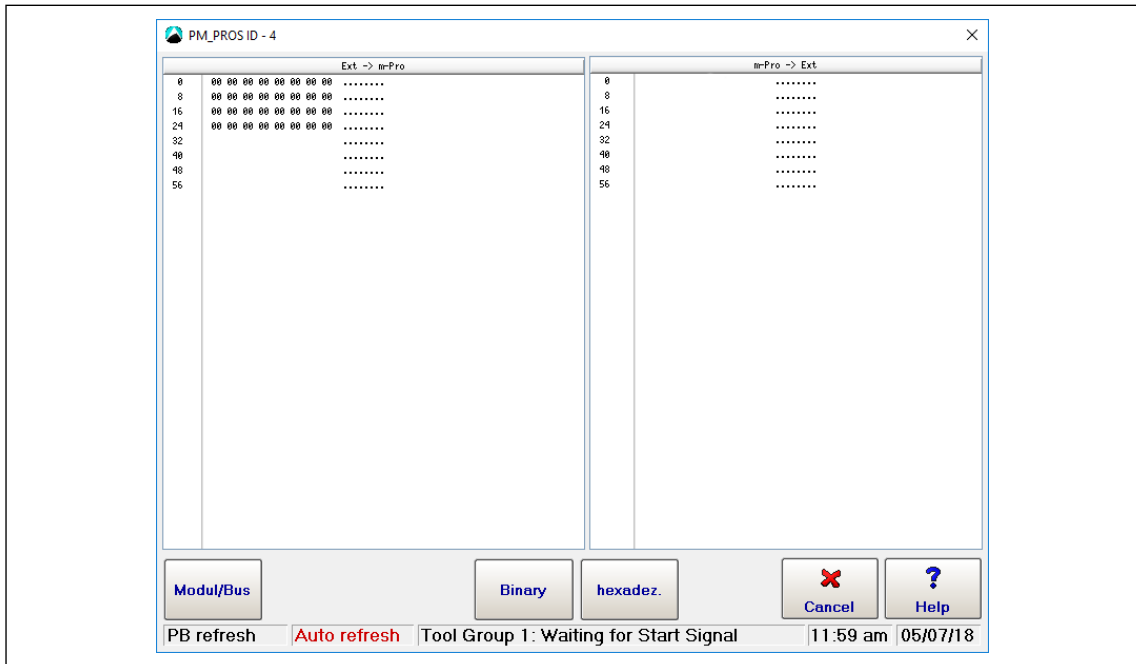 PM_PROS ID - 4
Ext -> m-Pro
0 00 00 00 00 00 00 00 00 ........
8 00 00 00 00 00 00 00 00 ........
16 00 00 00 00 00 00 00 00 ........
24 00 00 00 00 00 00 00 00 ........
32 ........
40 ........
48 ........
56 ........
m-Pro -> Ext
0 ........
8 ........
16 ........
24 ........
32 ........
40 ........
48 ........
56 ........
Modul/Bus
Binary
hexadez.
Cancel
Help
PB refresh Auto refresh Tool Group 1: Waiting for Start Signal 11:59 am 05/07/18